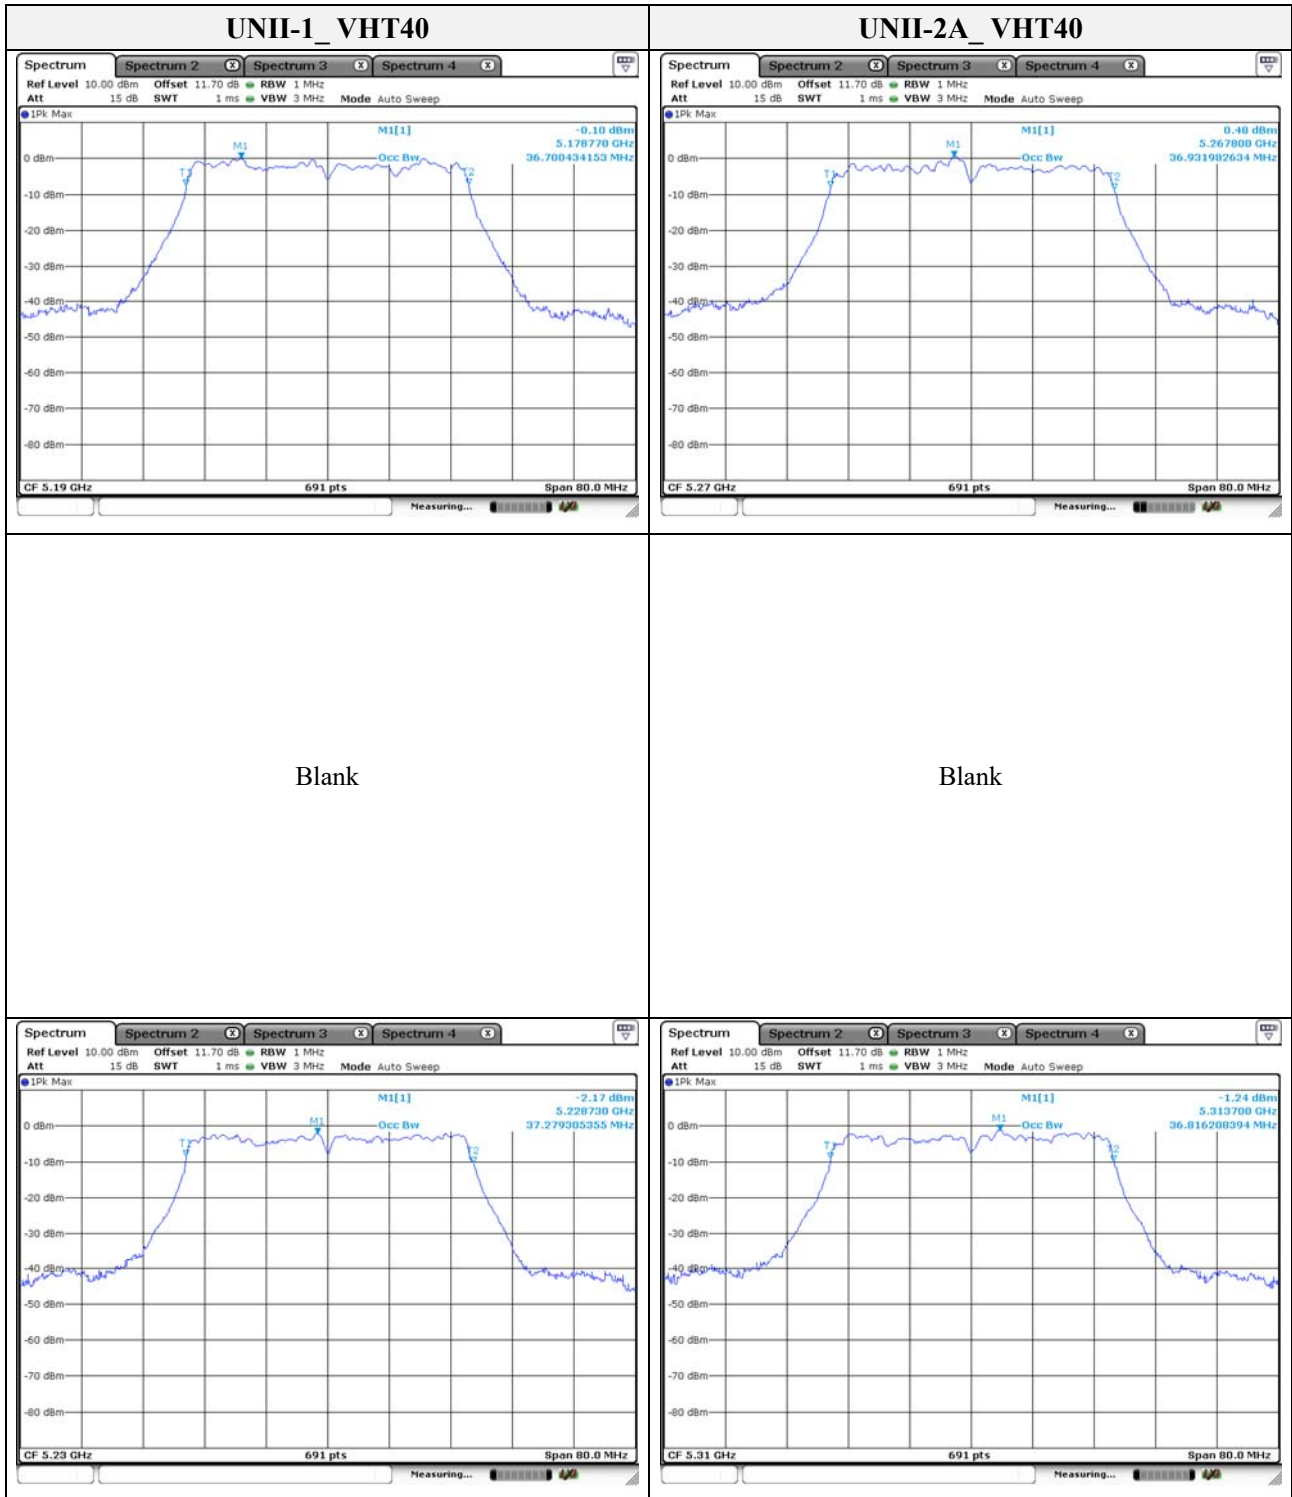 UNII-1_ VHT40
UNII-2A_ VHT40
Spectrum Spectrum 2 X Spectrum 3 X Spectrum 4 X
Ref Level 10.00 dBm Offset 11.70 dB RBW 1 MHz
Att 15 dB SWT 1 ms VBW 3 MHz Mode Auto Sweep
1Pk Max
M1[1] -0.10 dBm
5.178770 GHz
Occ Bw 36.700434153 MHz
M1
T1
T2
0 dBm
-10 dBm
-20 dBm
-30 dBm
-40 dBm
-50 dBm
-60 dBm
-70 dBm
-80 dBm
CF 5.19 GHz 691 pts Span 80.0 MHz
Measuring...
Spectrum Spectrum 2 X Spectrum 3 X Spectrum 4 X
Ref Level 10.00 dBm Offset 11.70 dB RBW 1 MHz
Att 15 dB SWT 1 ms VBW 3 MHz Mode Auto Sweep
1Pk Max
M1[1] 0.48 dBm
5.267800 GHz
Occ Bw 36.931982634 MHz
M1
T1
T2
0 dBm
-10 dBm
-20 dBm
-30 dBm
-40 dBm
-50 dBm
-60 dBm
-70 dBm
-80 dBm
CF 5.27 GHz 691 pts Span 80.0 MHz
Measuring...
Blank
Blank
Spectrum Spectrum 2 X Spectrum 3 X Spectrum 4 X
Ref Level 10.00 dBm Offset 11.70 dB RBW 1 MHz
Att 15 dB SWT 1 ms VBW 3 MHz Mode Auto Sweep
1Pk Max
M1[1] -2.17 dBm
5.228730 GHz
Occ Bw 37.279305355 MHz
M1
T1
T2
0 dBm
-10 dBm
-20 dBm
-30 dBm
-40 dBm
-50 dBm
-60 dBm
-70 dBm
-80 dBm
CF 5.23 GHz 691 pts Span 80.0 MHz
Measuring...
Spectrum Spectrum 2 X Spectrum 3 X Spectrum 4 X
Ref Level 10.00 dBm Offset 11.70 dB RBW 1 MHz
Att 15 dB SWT 1 ms VBW 3 MHz Mode Auto Sweep
1Pk Max
M1[1] -1.24 dBm
5.313700 GHz
Occ Bw 36.816208394 MHz
M1
T1
T2
0 dBm
-10 dBm
-20 dBm
-30 dBm
-40 dBm
-50 dBm
-60 dBm
-70 dBm
-80 dBm
CF 5.31 GHz 691 pts Span 80.0 MHz
Measuring...